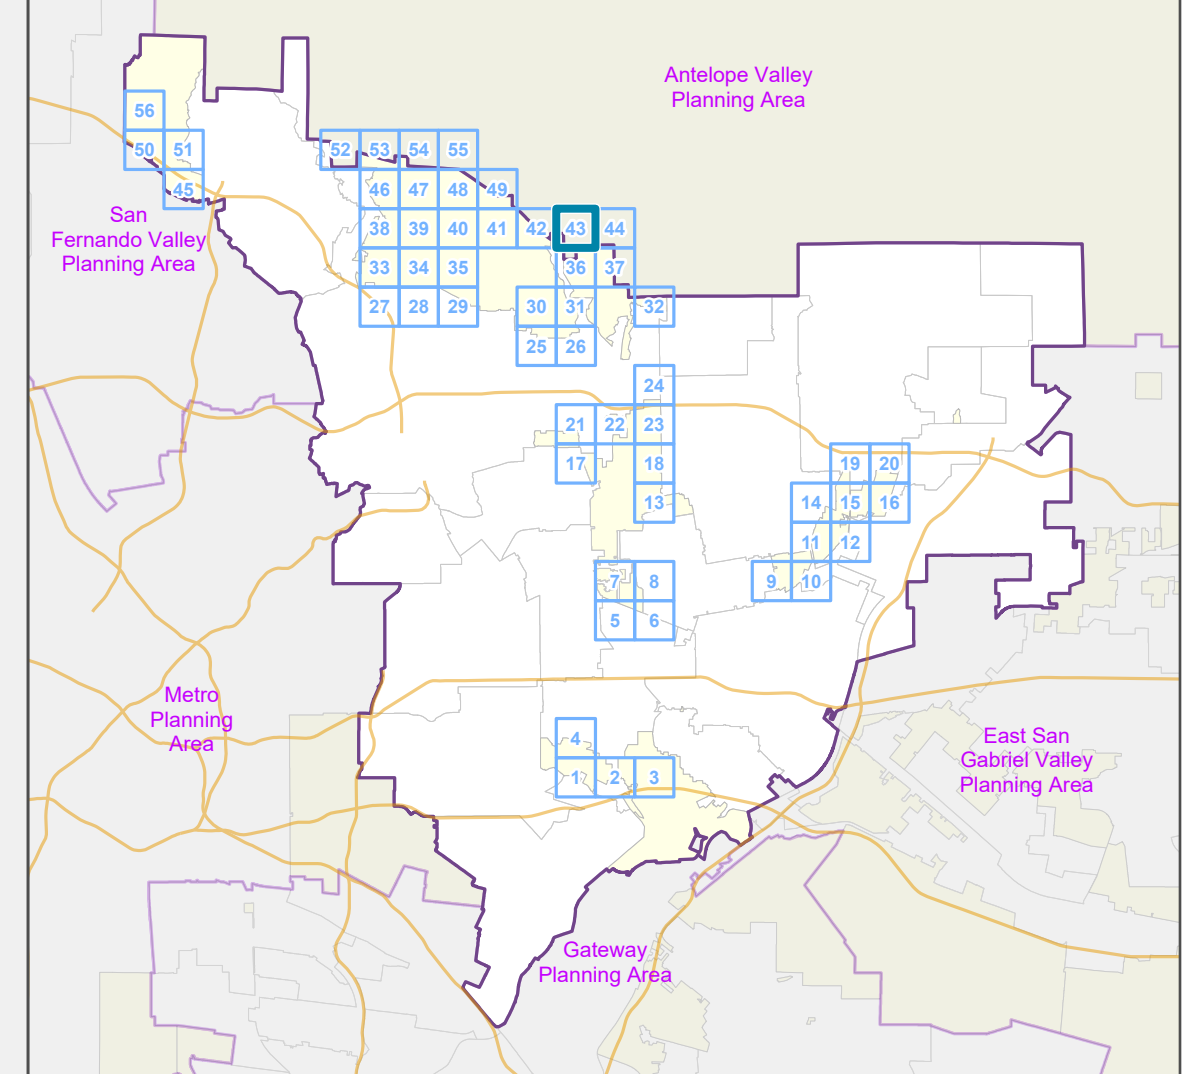 Antelope Valley
Planning Area
56
50 51
52 53 54 55
45
46 47 48 49
San
Fernando Valley
Planning Area
38 39 40 41 42 43 44
33 34 35 36 37
27 28 29 30 31 32
25 26
24
21 22 23
17 18 19 20
13 14 15 16
11 12
7 8 9 10
5 6
Metro
Planning
Area
4
East San
Gabriel Valley
Planning Area
1 2 3
Gateway
Planning Area